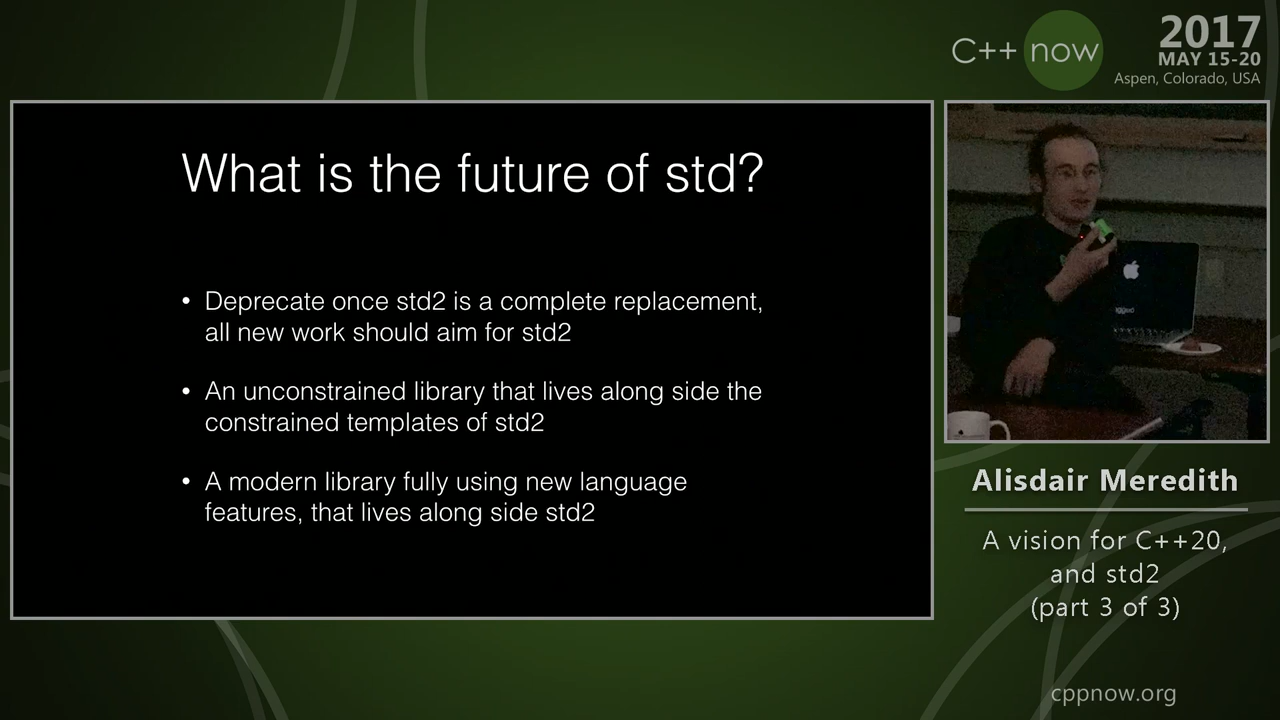 C++ now
2017
MAY 15-20
Aspen, Colorado, USA
What is the future of std?
• Deprecate once std2 is a complete replacement,
all new work should aim for std2
• An unconstrained library that lives along side the
constrained templates of std2
• A modern library fully using new language
features, that lives along side std2
Alisdair Meredith
A vision for C++20,
and std2
(part 3 of 3)
cppnow.org